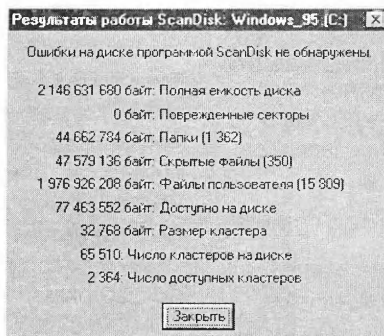 Результаты работы ScanDisk: Windows_95 (C:)
Ошибки на диске программой ScanDisk не обнаружены.
2 146 631 680 байт: Полная емкость диска
0 байт: Поврежденные секторы
44 662 784 байт: Папки (1 362)
47 579 136 байт: Скрытые файлы (350)
1 976 926 208 байт: Файлы пользователя (15 809)
77 463 552 байт: Доступно на диске
32 768 байт: Размер кластера
65 510: Число кластеров на диске
2 364: Число доступных кластеров
Закрыть